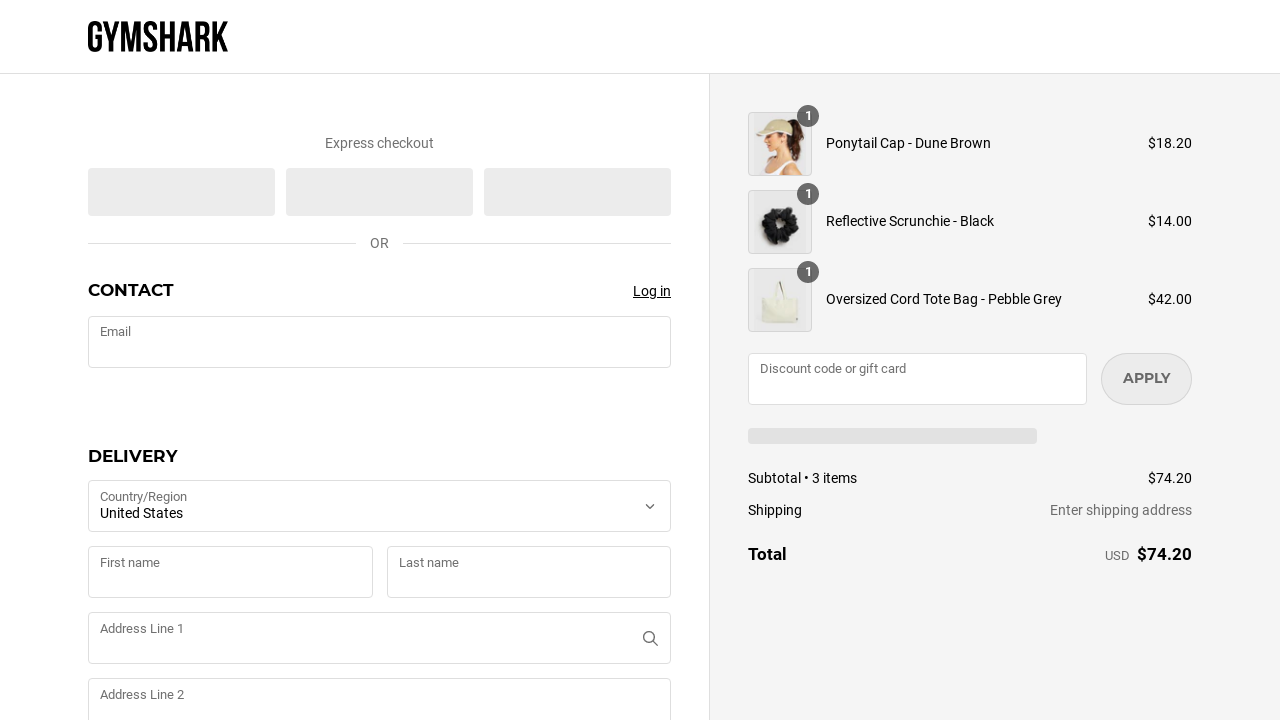 GYMSHARK
Express checkout
OR
CONTACT
Log in
Email
DELIVERY
Country/Region
United States
First name
Last name
Address Line 1
Address Line 2
1
Ponytail Cap - Dune Brown
$18.20
1
Reflective Scrunchie - Black
$14.00
1
Oversized Cord Tote Bag - Pebble Grey
$42.00
Discount code or gift card
APPLY
Subtotal • 3 items
$74.20
Shipping
Enter shipping address
Total
USD $74.20